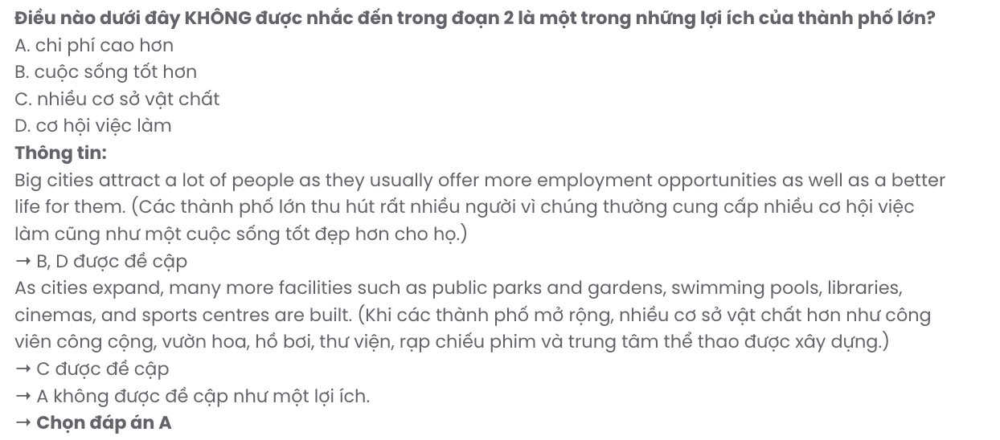 Điều nào dưới đây KHÔNG được nhắc đến trong đoạn 2 là một trong những lợi ích của thành phố lớn?
A. chi phí cao hơn
B. cuộc sống tốt hơn
C. nhiều cơ sở vật chất
D. cơ hội việc làm
Thông tin:
Big cities attract a lot of people as they usually offer more employment opportunities as well as a better
life for them. (Các thành phố lớn thu hút rất nhiều người vì chúng thường cung cấp nhiều cơ hội việc
làm cũng như một cuộc sống tốt đẹp hơn cho họ.)
→ B, D được đề cập
As cities expand, many more facilities such as public parks and gardens, swimming pools, libraries,
cinemas, and sports centres are built. (Khi các thành phố mở rộng, nhiều cơ sở vật chất hơn như công
viên công cộng, vườn hoa, hồ bơi, thư viện, rạp chiếu phim và trung tâm thể thao được xây dựng.)
→ C được đề cập
→ A không được đề cập như một lợi ích.
→ Chọn đáp án A